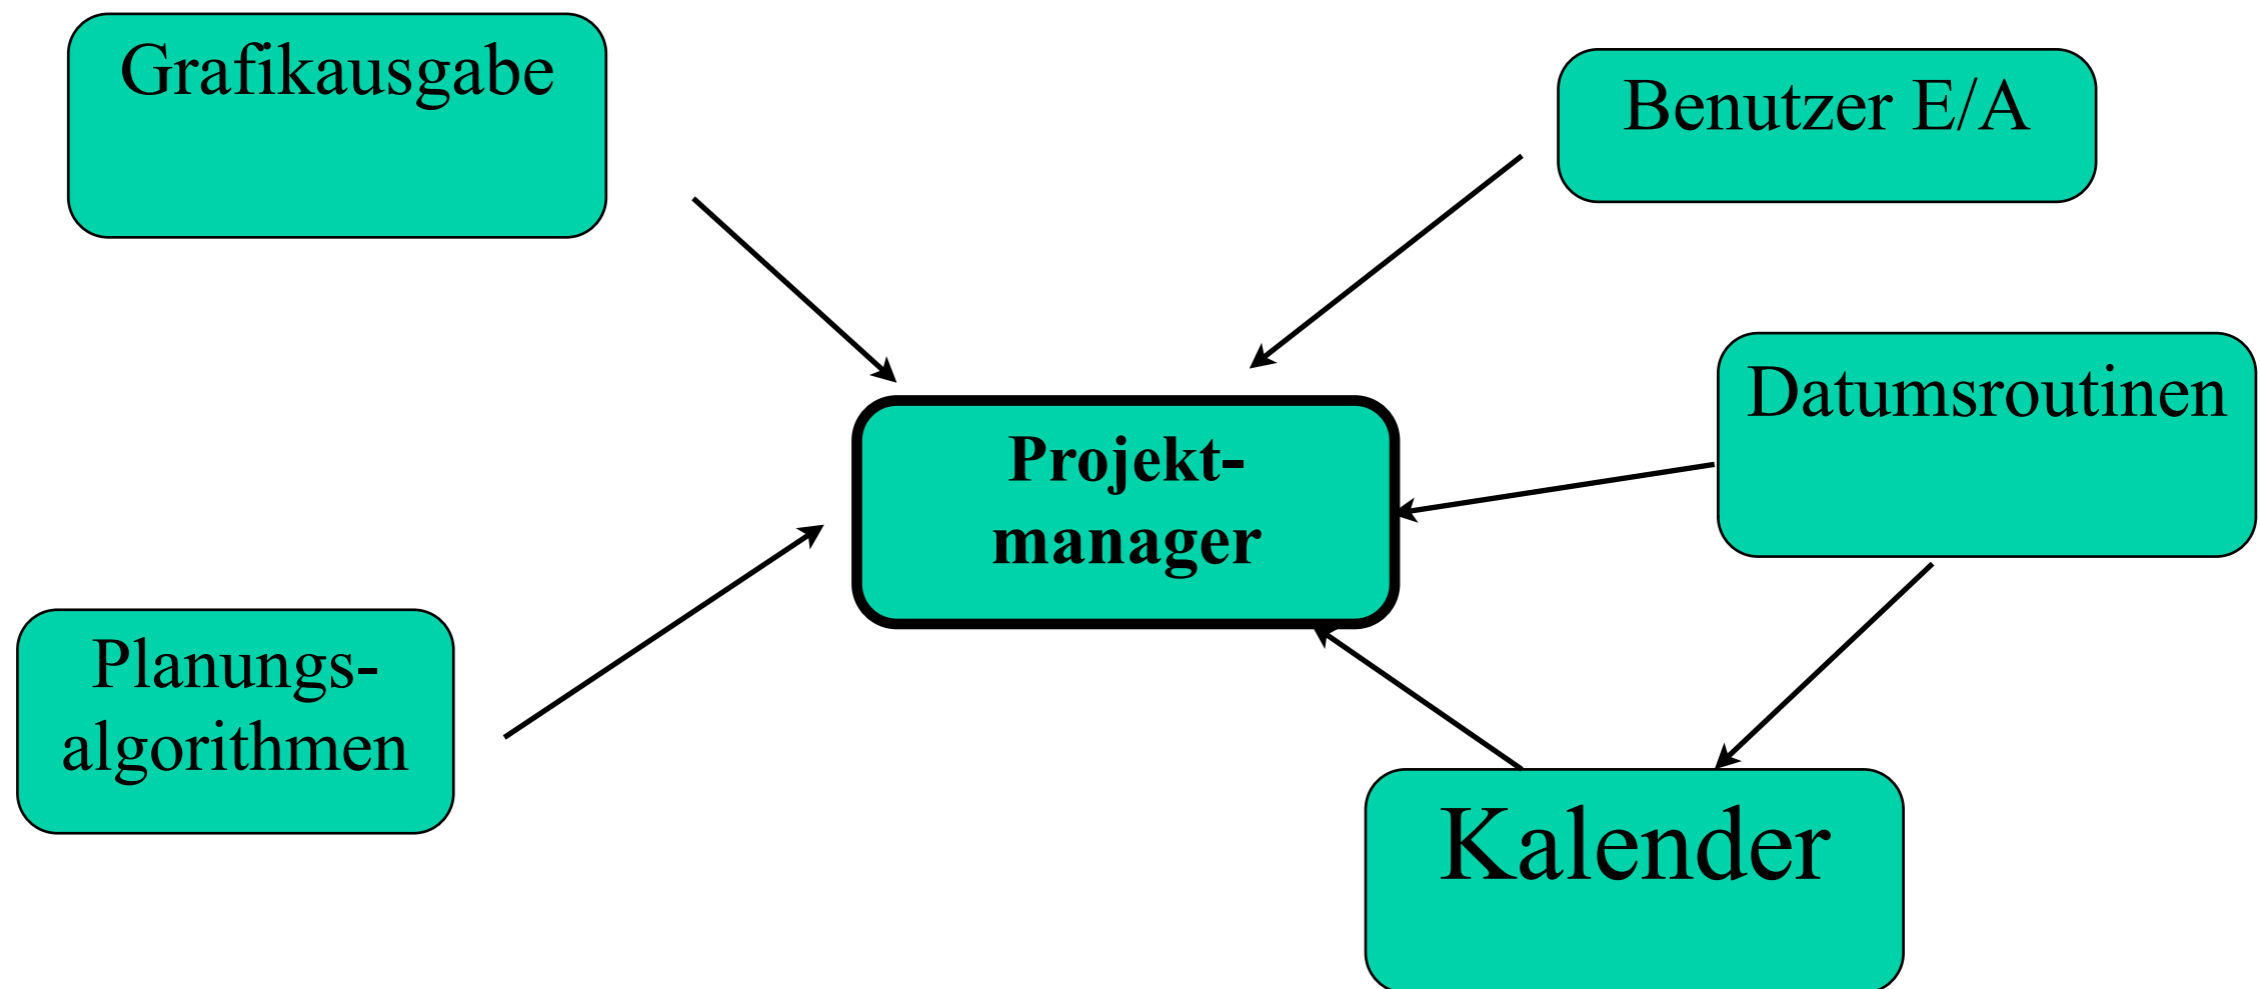 Grafikausgabe
Benutzer E/A
Datumsroutinen
Projekt-
manager
Planungs-
algorithmen
Kalender